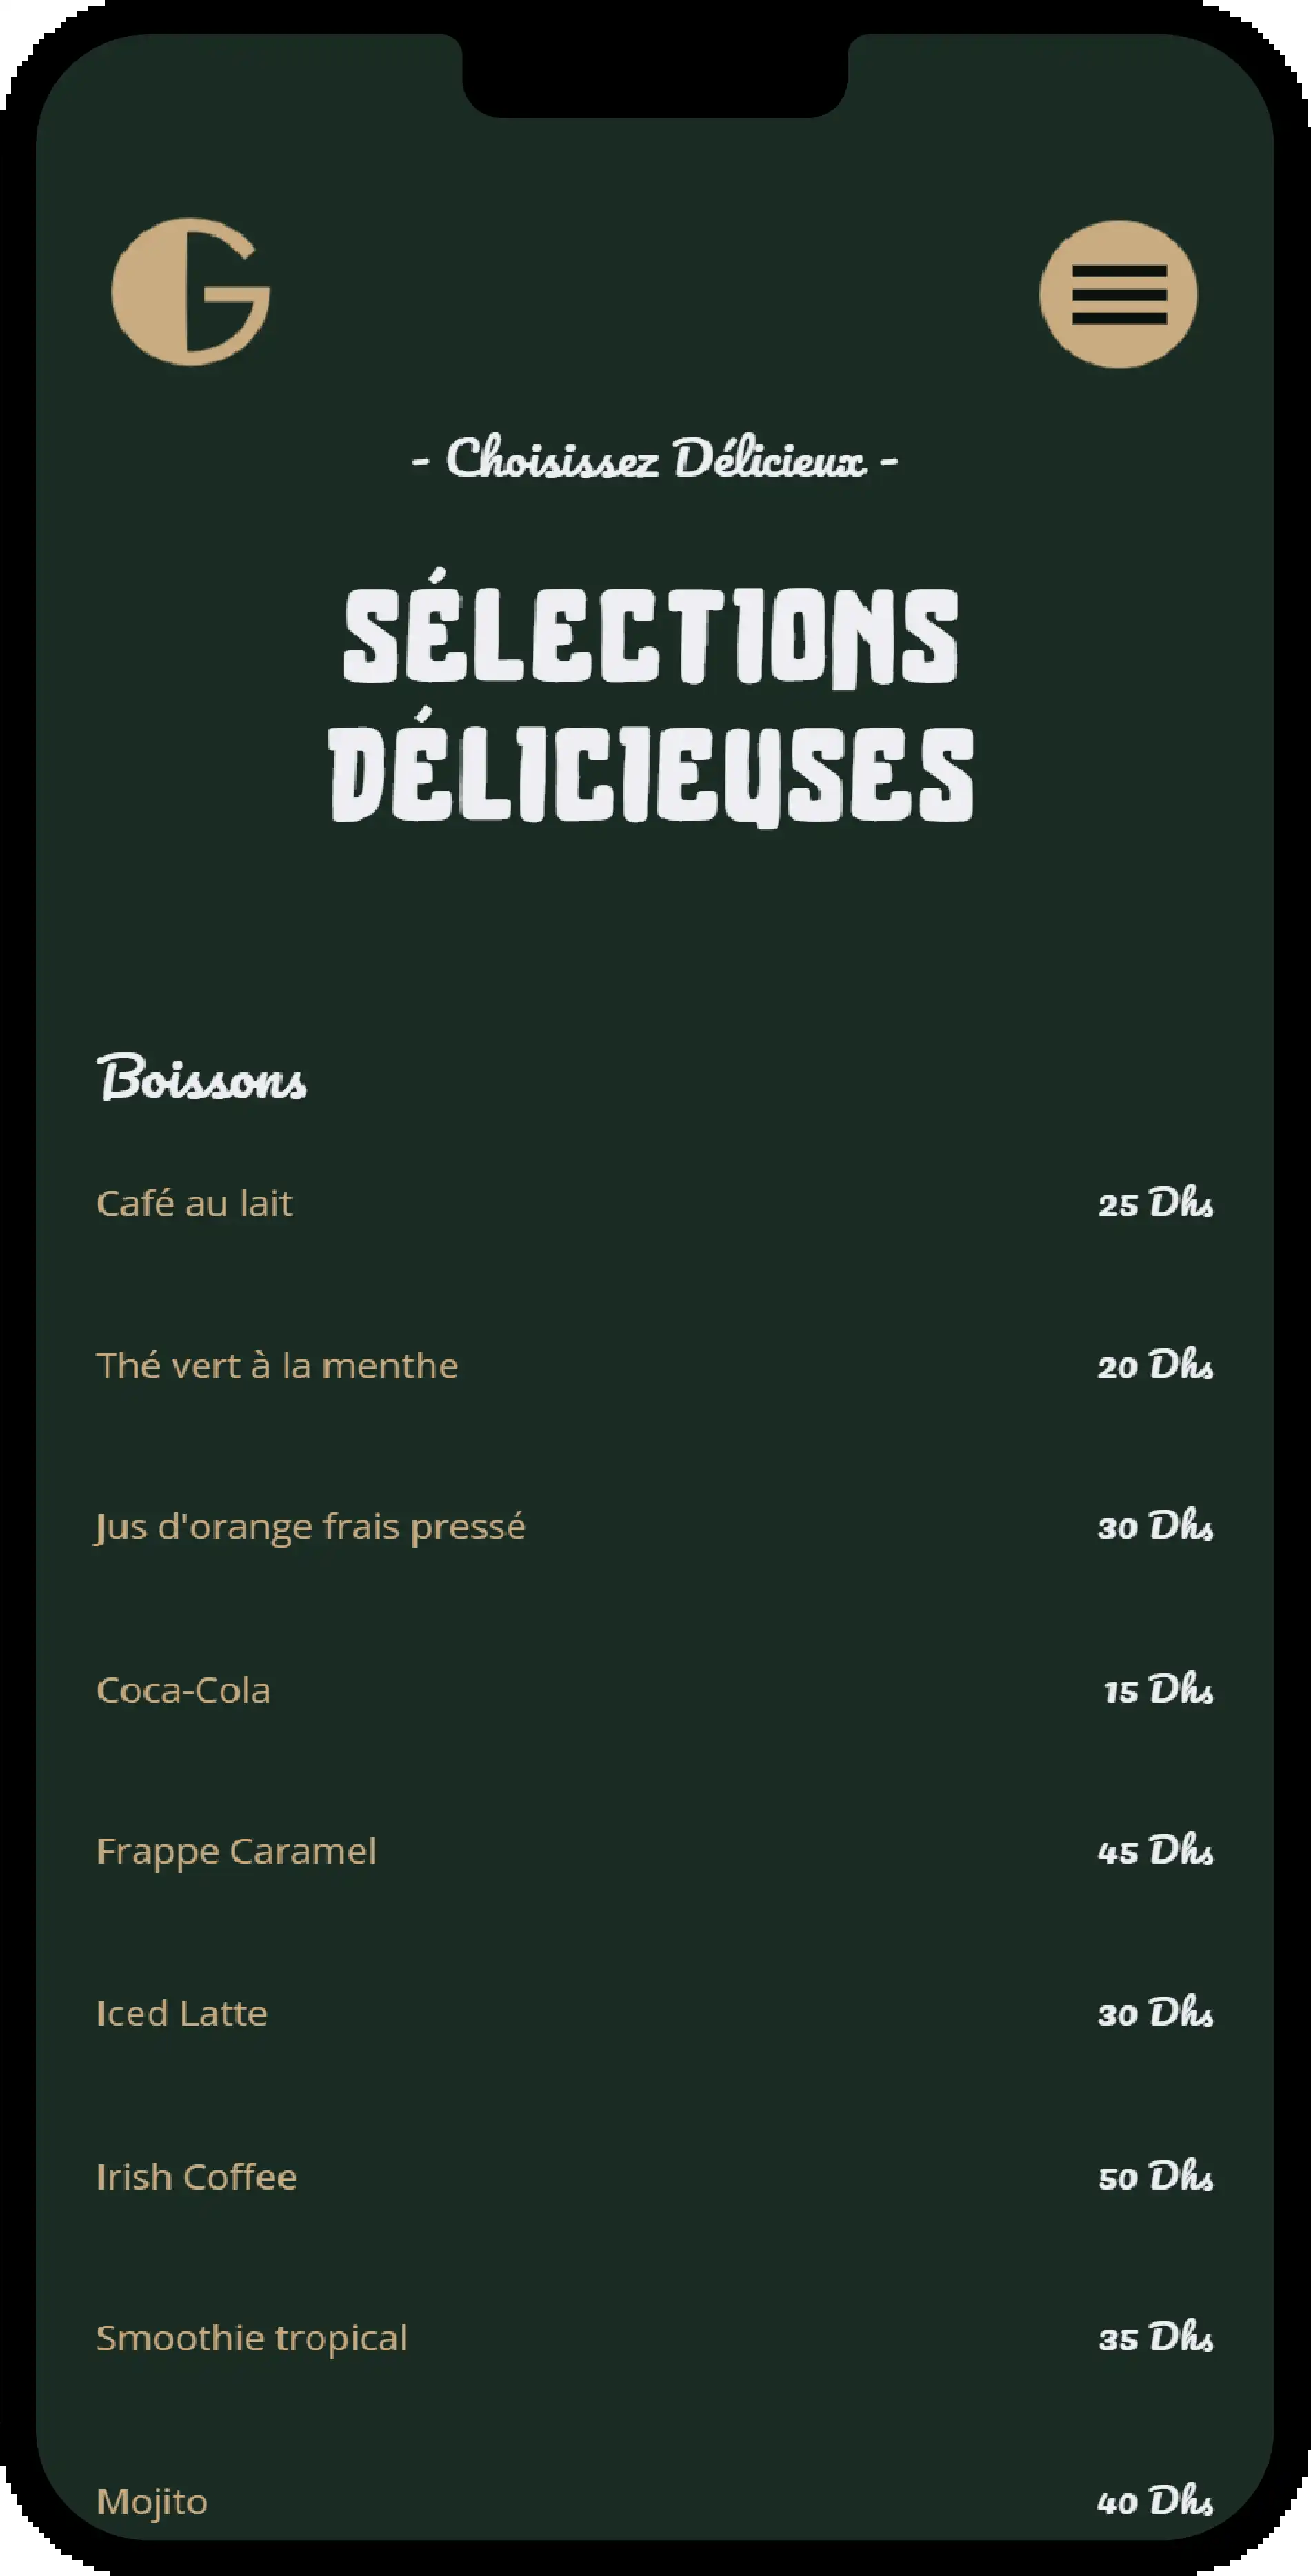 G
- Choisissez Délicieux -
SÉLECTIONS
DÉLICIEUSES
Boissons
Café au lait 25 Dhs
Thé vert à la menthe 20 Dhs
Jus d'orange frais pressé 30 Dhs
Coca-Cola 15 Dhs
Frappe Caramel 45 Dhs
Iced Latte 30 Dhs
Irish Coffee 50 Dhs
Smoothie tropical 35 Dhs
Mojito 40 Dhs